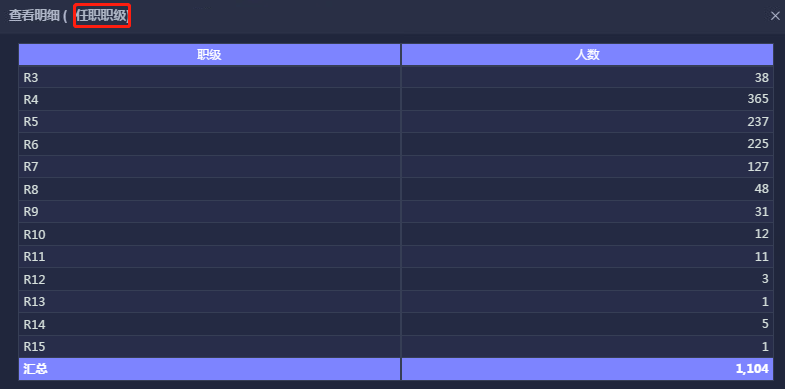 查看明细 ( 任职职级)
职级 人数
R3 38
R4 365
R5 237
R6 225
R7 127
R8 48
R9 31
R10 12
R11 11
R12 3
R13 1
R14 5
R15 1
汇总 1,104